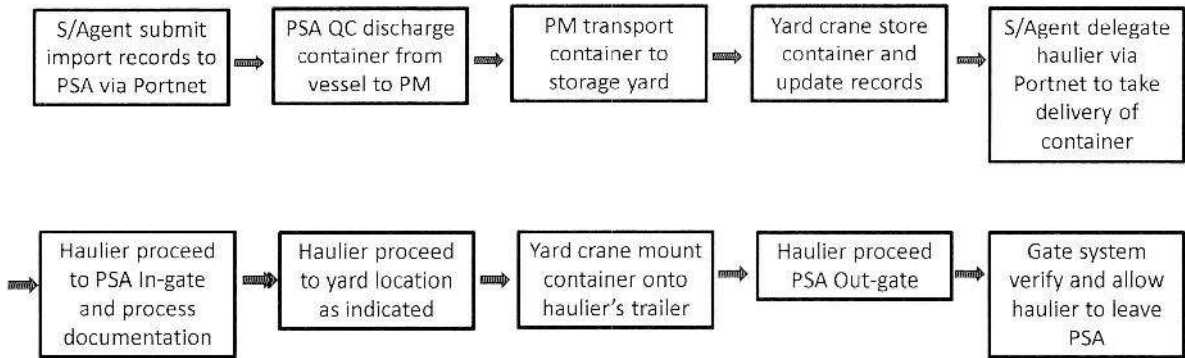 S/Agent submit
import records to
PSA via Portnet
PSA QC discharge
container from
vessel to PM
PM transport
container to
storage yard
Yard crane store
container and
update records
S/Agent delegate
haulier via
Portnet to take
delivery of
container
Haulier proceed
to PSA In-gate
and process
documentation
Haulier proceed
to yard location
as indicated
Yard crane mount
container onto
haulier's trailer
Haulier proceed
PSA Out-gate
Gate system
verify and allow
haulier to leave
PSA